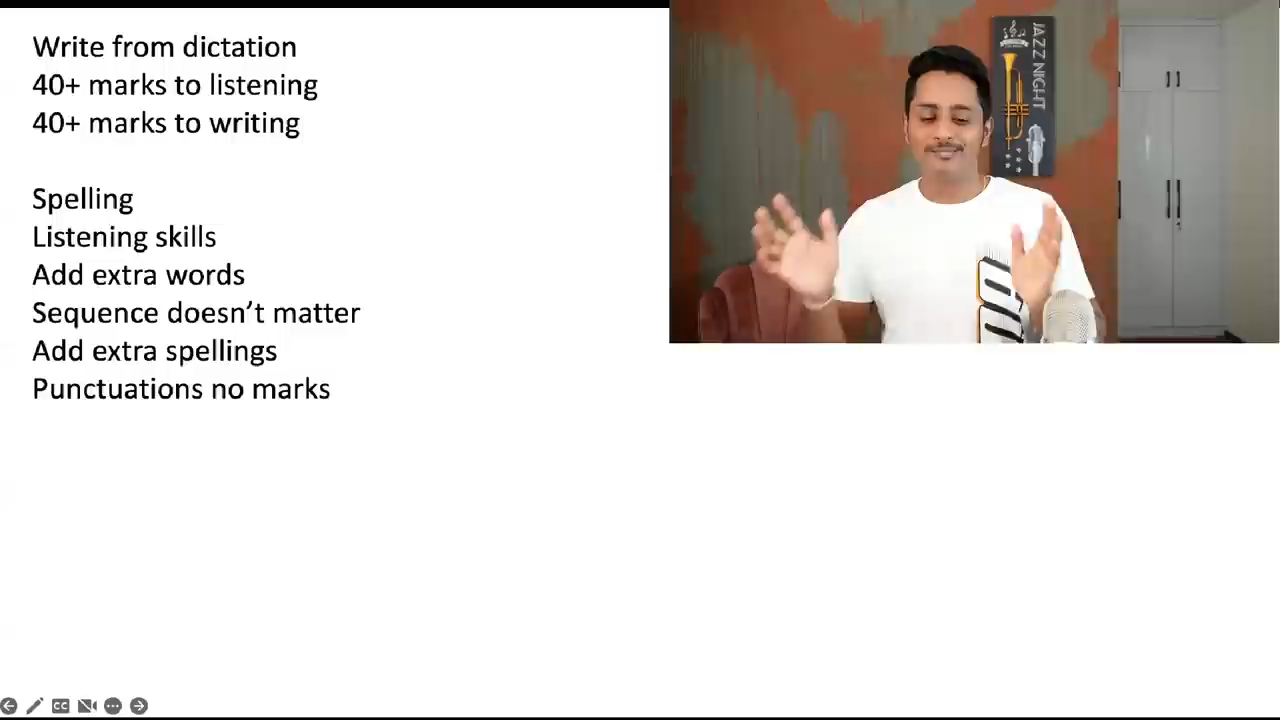 Write from dictation
40+ marks to listening
40+ marks to writing
Spelling
Listening skills
Add extra words
Sequence doesn't matter
Add extra spellings
Punctuations no marks
JAZZ NIGHT
CC